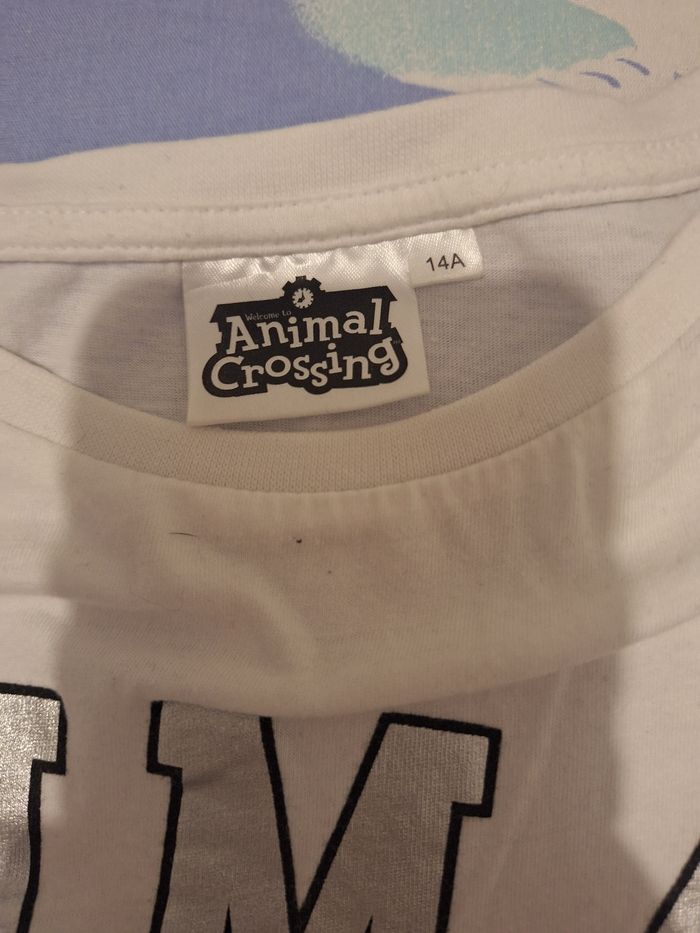 14A
Welcome to
Animal
Crossing
M